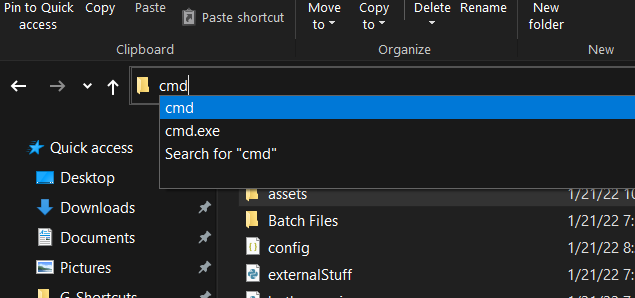 Pin to Quick access
Copy
Paste
Paste shortcut
Move to
Copy to
Delete
Rename
New folder
Clipboard
Organize
New
cmd
cmd
cmd.exe
Search for "cmd"
Quick access
Desktop
Downloads
Documents
Pictures
G-Shortcuts
assets 1/21/22 10
Batch Files 1/21/22 7:
config 1/21/22 8:
externalStuff 1/21/22 7: